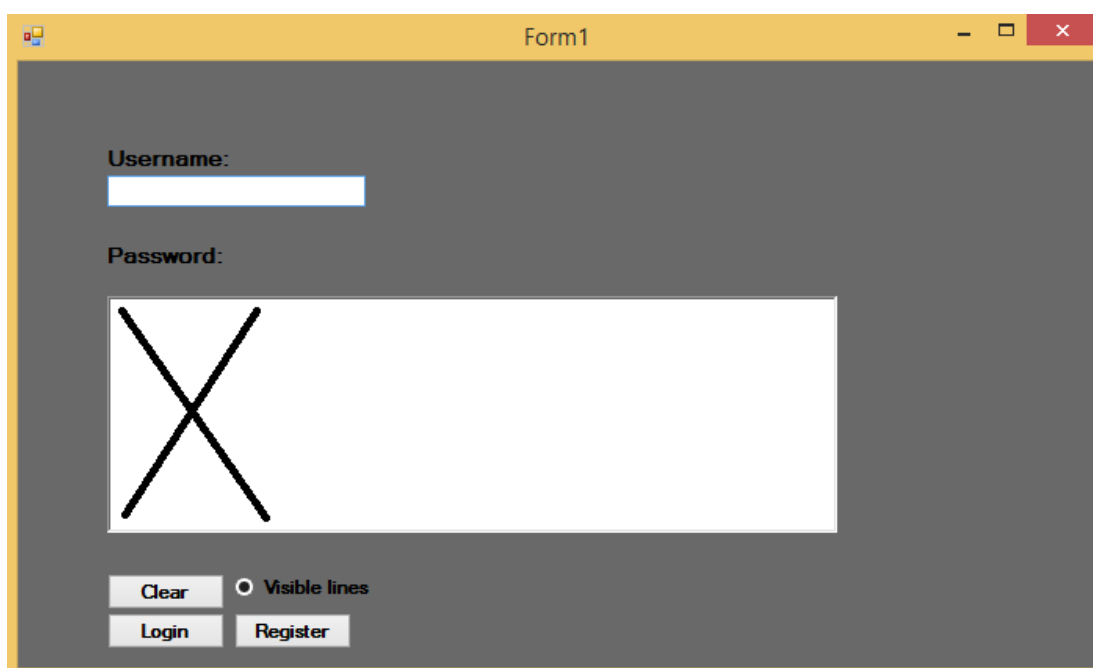 Form1
Username:
Password:
Clear Visible lines
Login Register